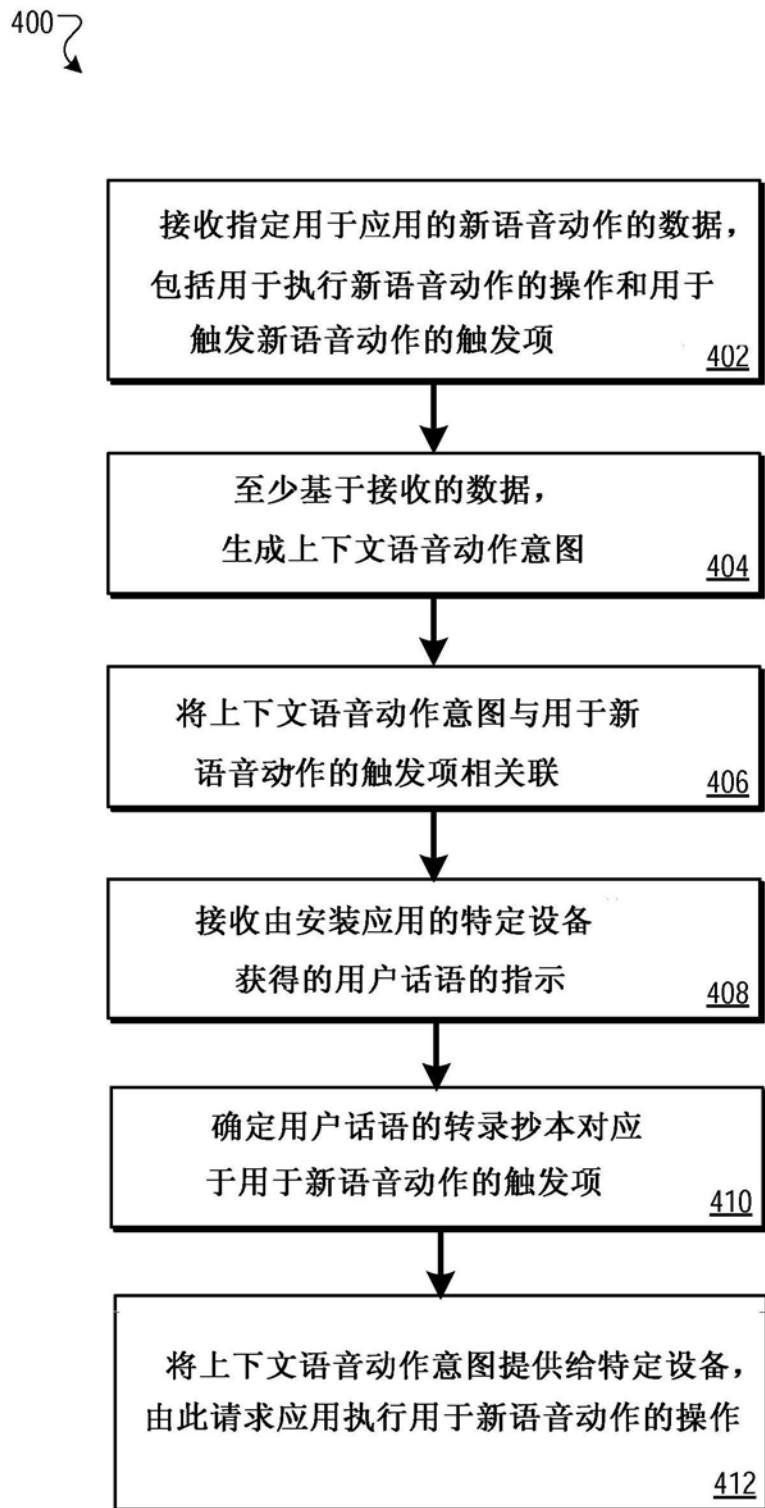 400
接收指定用于应用的新语音动作的数据，
包括用于执行新语音动作的操作和用于
触发新语音动作的触发项
402
至少基于接收的数据，
生成上下文语音动作意图
404
将上下文语音动作意图与用于新
语音动作的触发项相关联
406
接收由安装应用的特定设备
获得的用户话语的指示
408
确定用户话语的转录抄本对应
于用于新语音动作的触发项
410
将上下文语音动作意图提供给特定设备，
由此请求应用执行用于新语音动作的操作
412